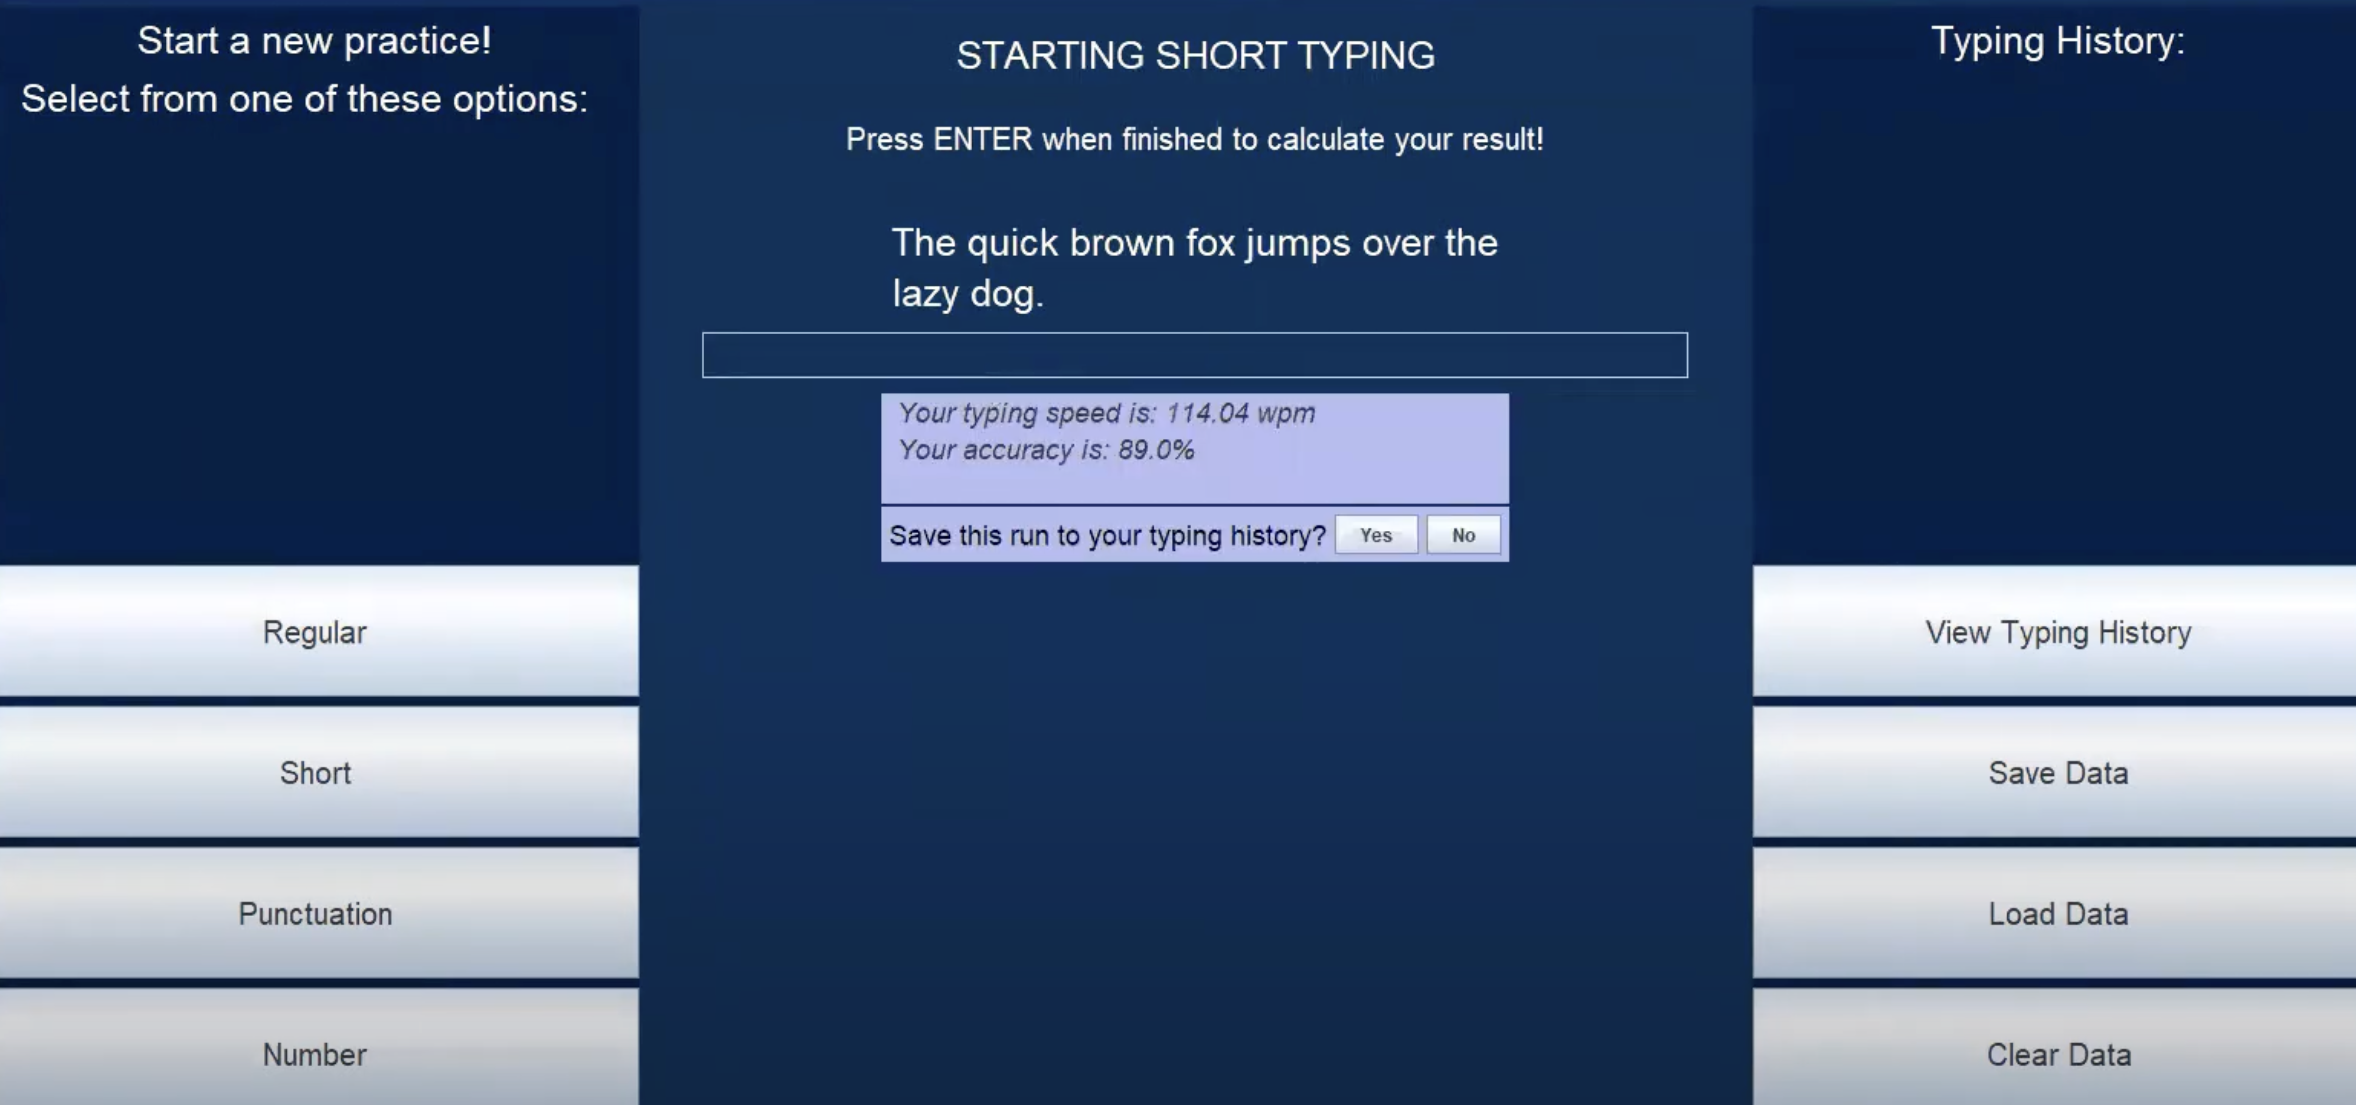 Start a new practice!
Select from one of these options:
Regular
Short
Punctuation
Number
STARTING SHORT TYPING
Press ENTER when finished to calculate your result!
The quick brown fox jumps over the
lazy dog.
Your typing speed is: 114.04 wpm
Your accuracy is: 89.0%
Save this run to your typing history? Yes No
Typing History:
View Typing History
Save Data
Load Data
Clear Data